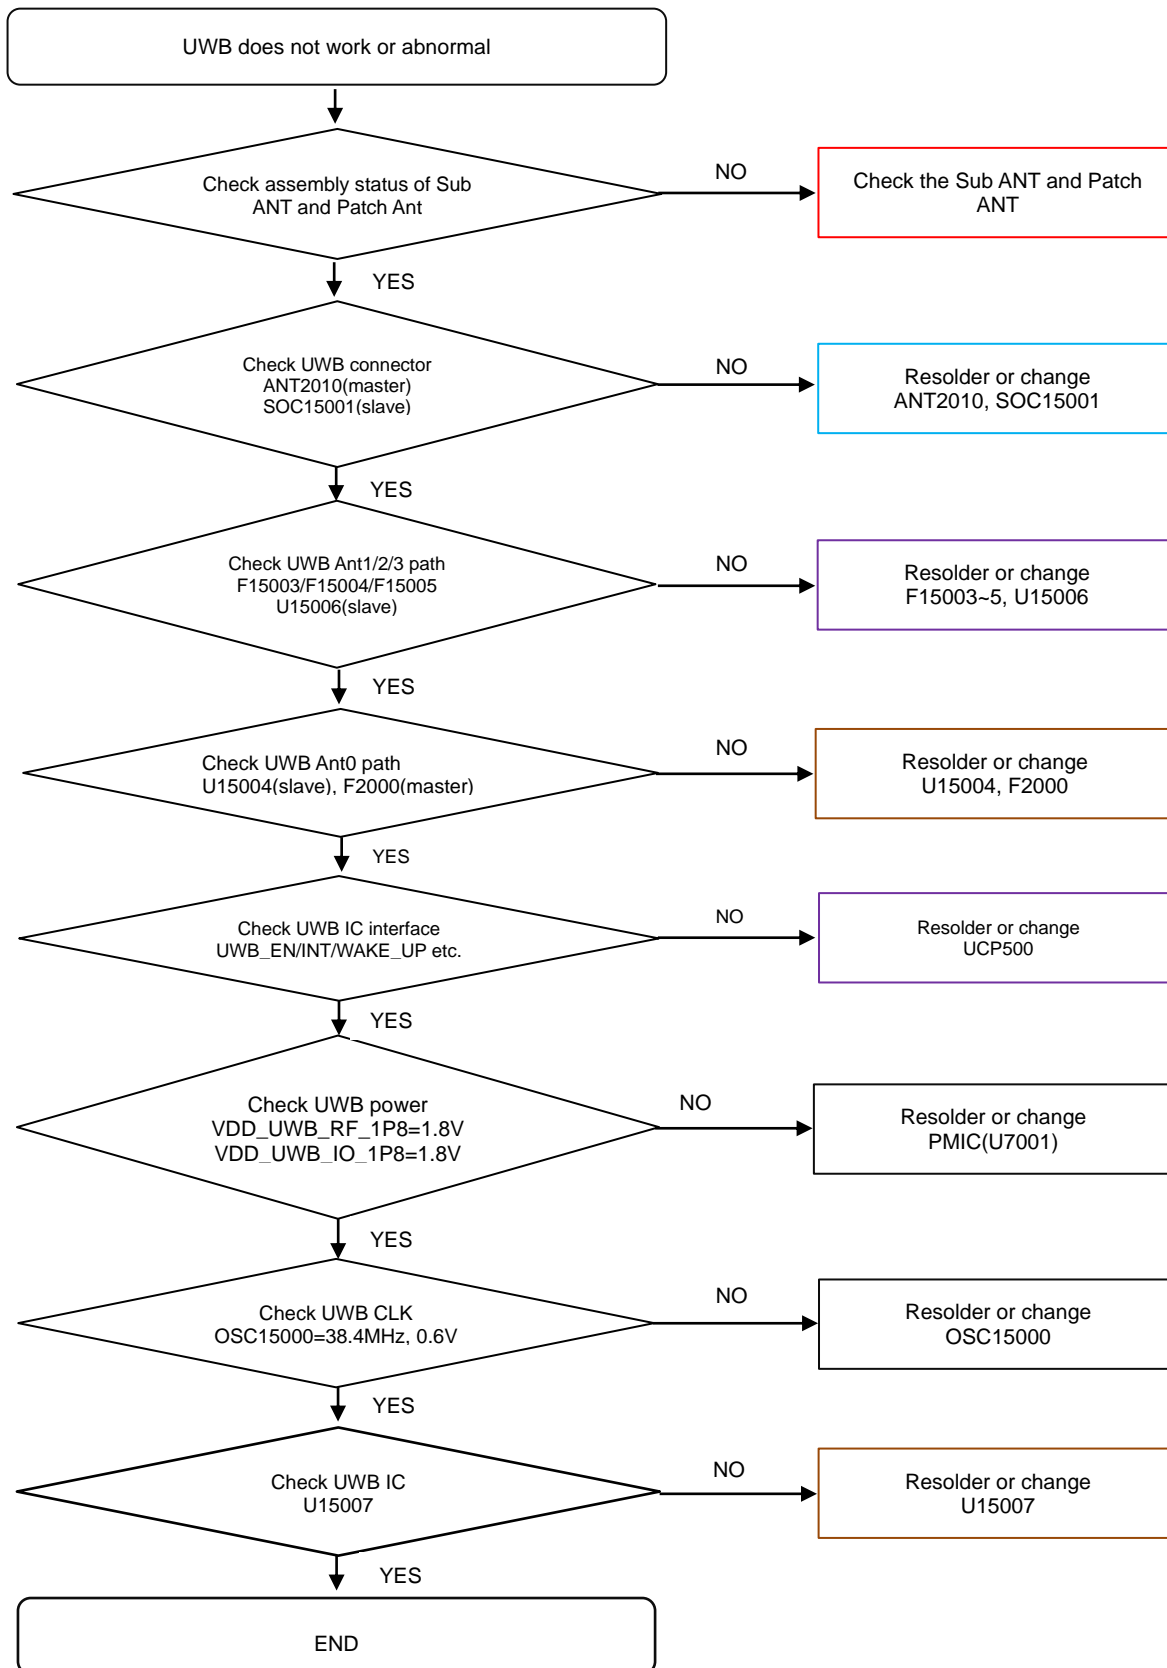 UWB does not work or abnormal
Check assembly status of Sub
ANT and Patch Ant
NO
Check the Sub ANT and Patch
ANT
YES
Check UWB connector
ANT2010(master)
SOC15001(slave)
NO
Resolder or change
ANT2010, SOC15001
YES
Check UWB Ant1/2/3 path
F15003/F15004/F15005
U15006(slave)
NO
Resolder or change
F15003~5, U15006
YES
Check UWB Ant0 path
U15004(slave), F2000(master)
NO
Resolder or change
U15004, F2000
YES
Check UWB IC interface
UWB_EN/INT/WAKE_UP etc.
NO
Resolder or change
UCP500
YES
Check UWB power
VDD_UWB_RF_1P8=1.8V
VDD_UWB_IO_1P8=1.8V
NO
Resolder or change
PMIC(U7001)
YES
Check UWB CLK
OSC15000=38.4MHz, 0.6V
NO
Resolder or change
OSC15000
YES
Check UWB IC
U15007
NO
Resolder or change
U15007
YES
END